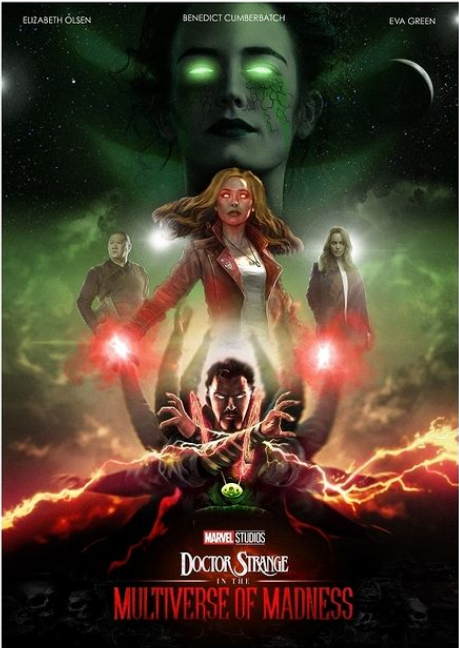 ELIZABETH OLSEN BENEDICT CUMBERBATCH EVA GREEN
MARVEL STUDIOS
DOCTOR STRANGE
IN THE
MULTIVERSE OF MADNESS